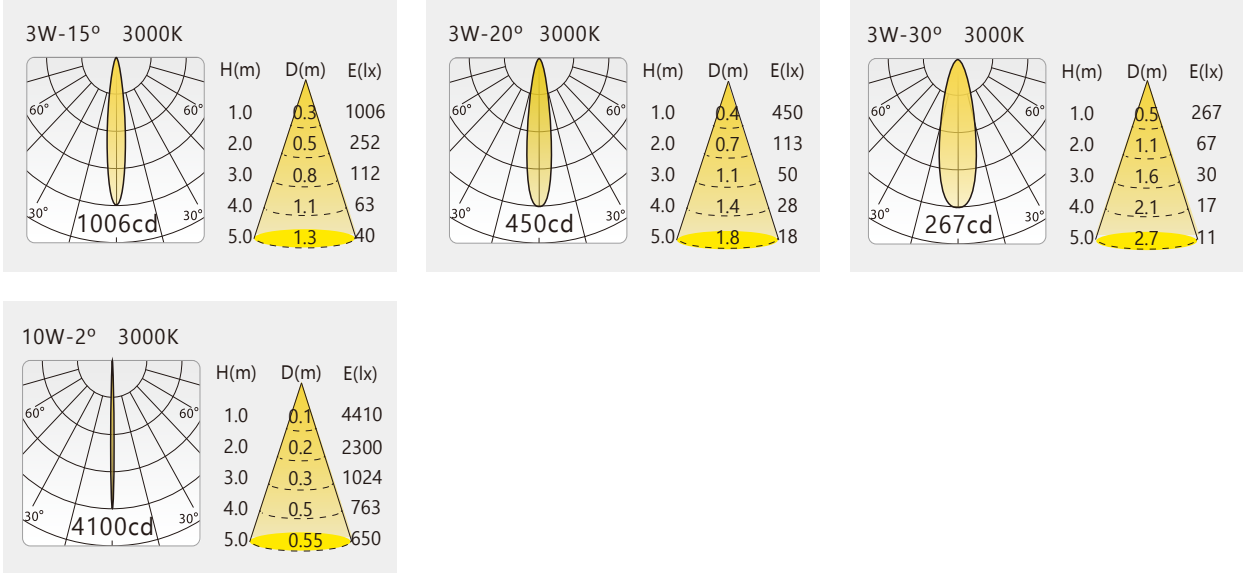 3W-15° 3000K
H(m) D(m) E(lx)
60° 60° 1.0 0.3 1006
2.0 0.5 252
3.0 0.8 112
30° 30° 4.0 1.1 63
1006cd
5.0 1.3 40
3W-20° 3000K
H(m) D(m) E(lx)
60° 60° 1.0 0.4 450
2.0 0.7 113
3.0 1.1 50
30° 30° 4.0 1.4 28
450cd
5.0 1.8 18
3W-30° 3000K
H(m) D(m) E(lx)
60° 60° 1.0 0.5 267
2.0 1.1 67
3.0 1.6 30
30° 30° 4.0 2.1 17
267cd
5.0 2.7 11
10W-2° 3000K
H(m) D(m) E(lx)
60° 60° 1.0 0.1 4410
2.0 0.2 2300
3.0 0.3 1024
30° 30° 4.0 0.5 763
4100cd
5.0 0.55 650